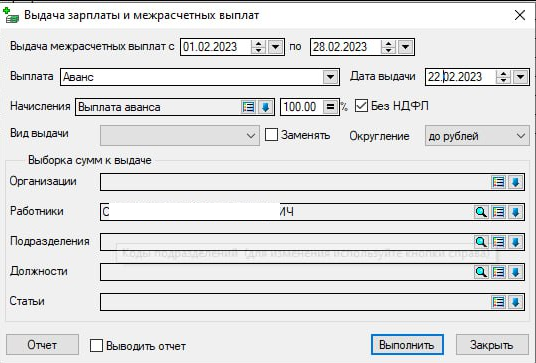 Выдача зарплаты и межрасчетных выплат
Выдача межрасчетных выплат с 01.02.2023 по 28.02.2023
Выплата Аванс Дата выдачи 22.02.2023
Начисления Выплата аванса 100.00 = % Без НДФЛ
Вид выдачи Заменять Округление до рублей
Выборка сумм к выдаче
Организации
Работники С ИЧ
Подразделения
Коды подразделений (для изменения используйте кнопки справа)
Должности
Статьи
Отчет Выводить отчет Выполнить Закрыть